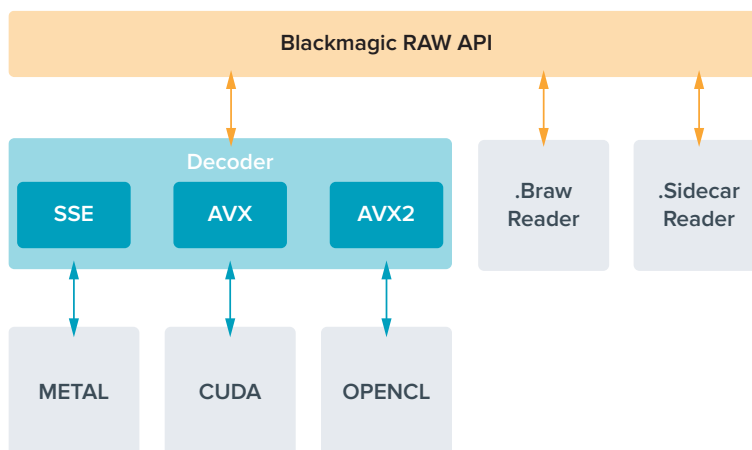 Blackmagic RAW API
Decoder
SSE
AVX
AVX2
.Braw
Reader
.Sidecar
Reader
METAL
CUDA
OPENCL